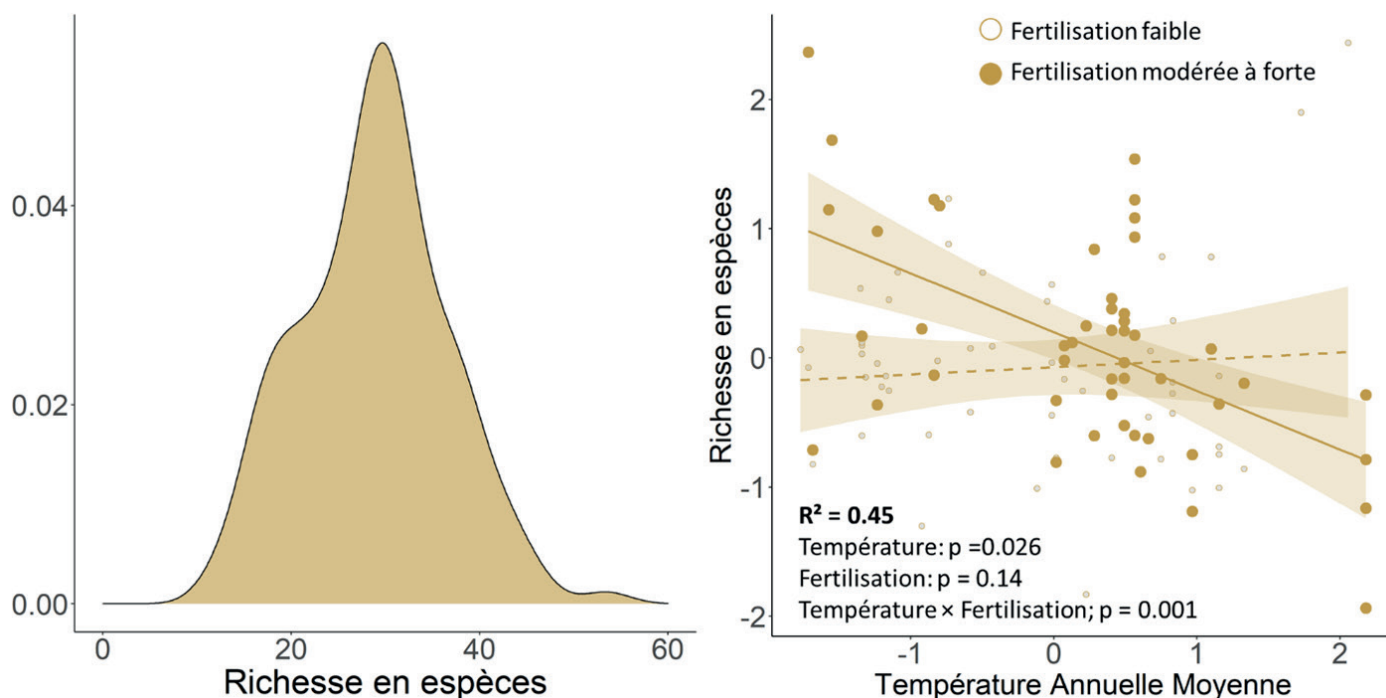 0.04
0.02
0.00
0
20
40
60
Richesse en espèces
Fertilisation faible
Fertilisation modérée à forte
Richesse en espèces
2
1
0
-1
-2
R² = 0.45
Température: p =0.026
Fertilisation: p = 0.14
Température × Fertilisation; p = 0.001
-1
0
1
2
Température Annuelle Moyenne